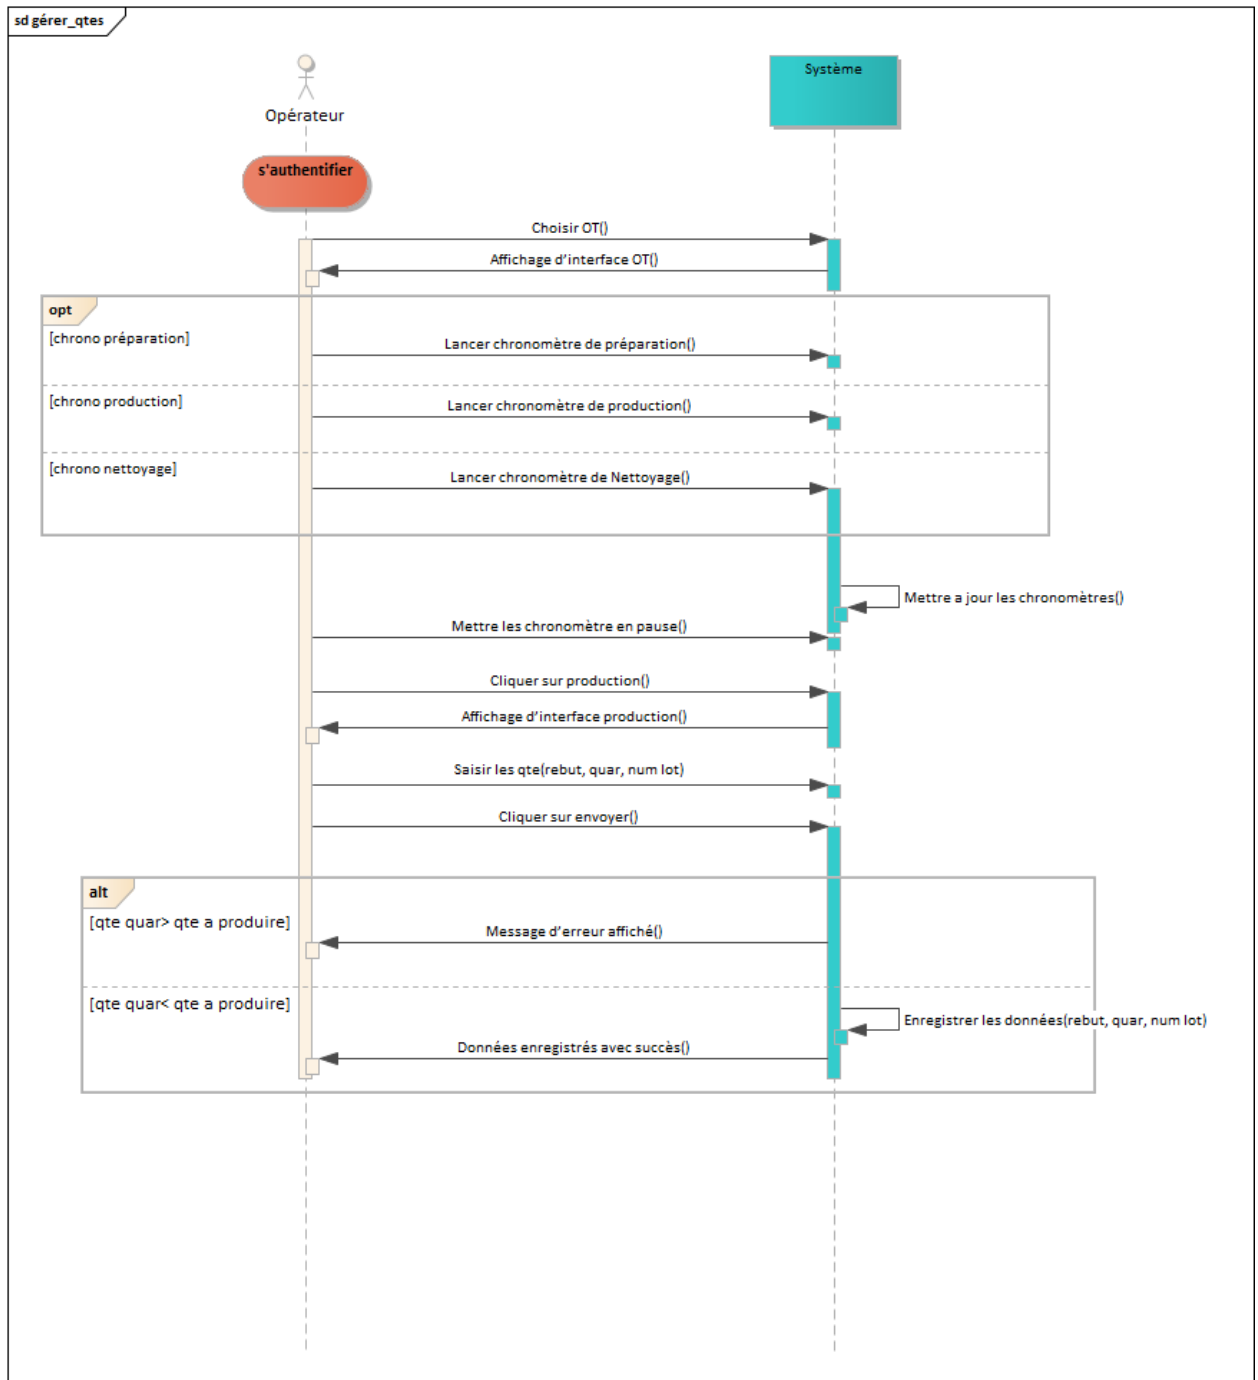 sd gérer_qtes
Système
Opérateur
s'authentifier
Choisir OT()
Affichage d'interface OT()
opt
[chrono préparation]
Lancer chronomètre de préparation()
[chrono production]
Lancer chronomètre de production()
[chrono nettoyage]
Lancer chronomètre de Nettoyage()
Mettre a jour les chronomètres()
Mettre les chronomètre en pause()
Cliquer sur production()
Affichage d'interface production()
Saisir les qte(rebut, quar, num lot)
Cliquer sur envoyer()
alt
[qte quar> qte a produire]
Message d'erreur affiché()
[qte quar< qte a produire]
Enregistrer les données(rebut, quar, num lot)
Données enregistrés avec succès()